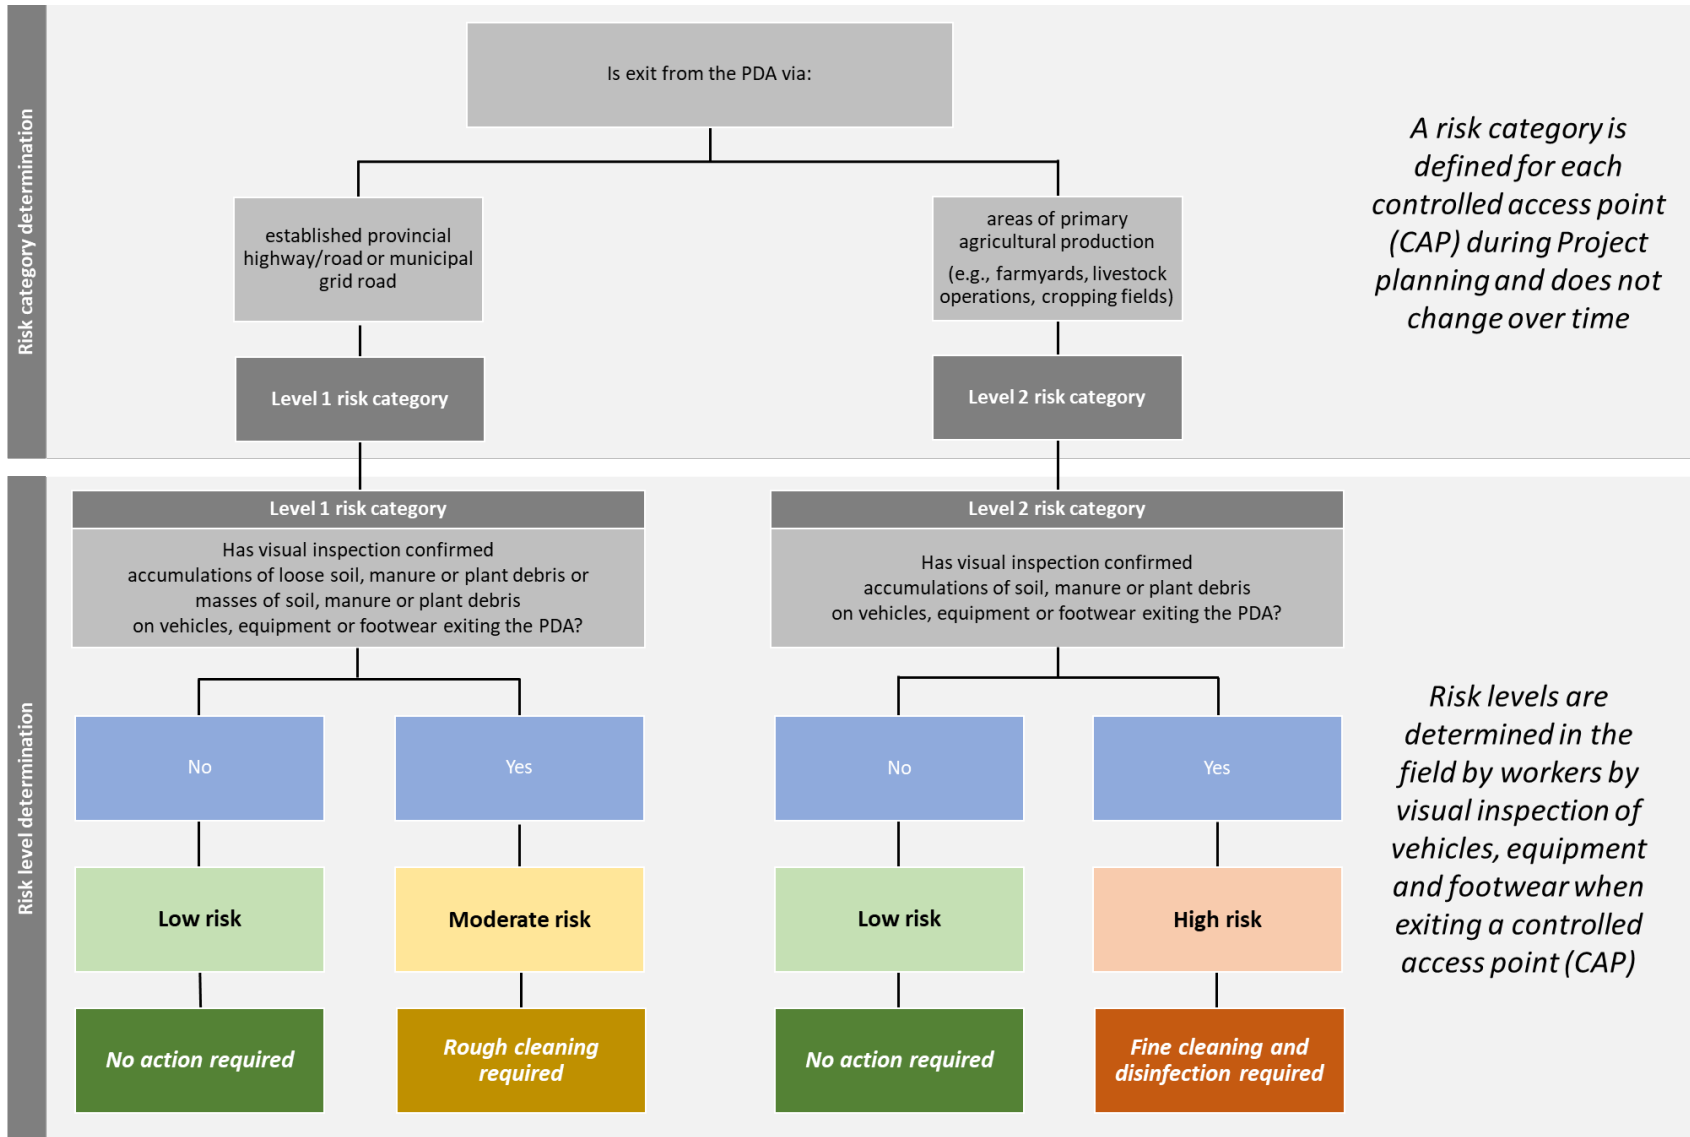 Risk category determination
Is exit from the PDA via:
established provincial
highway/road or municipal
grid road
areas of primary
agricultural production
(e.g., farmyards, livestock
operations, cropping fields)
Level 1 risk category
Level 2 risk category
A risk category is
defined for each
controlled access point
(CAP) during Project
planning and does not
change over time
Risk level determination
Level 1 risk category
Has visual inspection confirmed
accumulations of loose soil, manure or plant debris or
masses of soil, manure or plant debris
on vehicles, equipment or footwear exiting the PDA?
Level 2 risk category
Has visual inspection confirmed
accumulations of soil, manure or plant debris
on vehicles, equipment or footwear exiting the PDA?
No
Yes
No
Yes
Low risk
Moderate risk
Low risk
High risk
No action required
Rough cleaning
required
No action required
Fine cleaning and
disinfection required
Risk levels are
determined in the
field by workers by
visual inspection of
vehicles, equipment
and footwear when
exiting a controlled
access point (CAP)